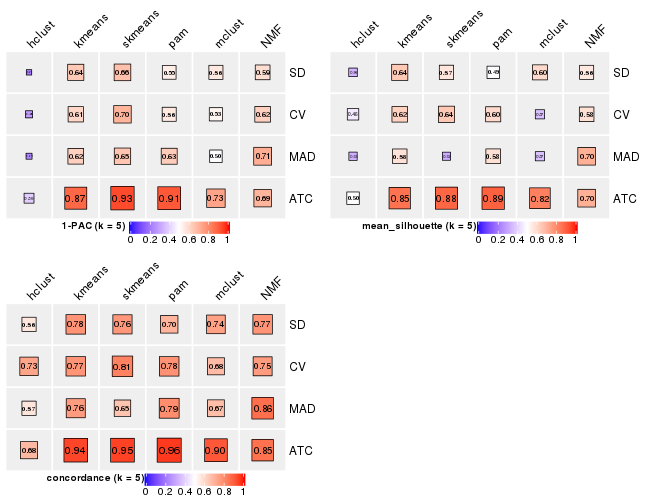 hclust kmeans skmeans pam mclust NMF
0.64 0.66 0.55 0.56 0.59 SD
0.61 0.70 0.56 0.53 0.62 CV
0.62 0.65 0.63 0.50 0.71 MAD
0.87 0.93 0.91 0.73 0.69 ATC
1-PAC (k = 5)
0 0.2 0.4 0.6 0.8 1
hclust kmeans skmeans pam mclust NMF
0.64 0.57 0.49 0.60 0.56 SD
0.62 0.64 0.60 0.58 CV
0.56 0.58 0.70 MAD
0.50 0.85 0.88 0.89 0.82 0.70 ATC
mean_silhouette (k = 5)
0 0.2 0.4 0.6 0.8 1
hclust kmeans skmeans pam mclust NMF
0.56 0.78 0.76 0.70 0.74 0.77 SD
0.73 0.77 0.81 0.78 0.68 0.75 CV
0.57 0.76 0.65 0.79 0.67 0.86 MAD
0.68 0.94 0.95 0.96 0.90 0.85 ATC
concordance (k = 5)
0 0.2 0.4 0.6 0.8 1